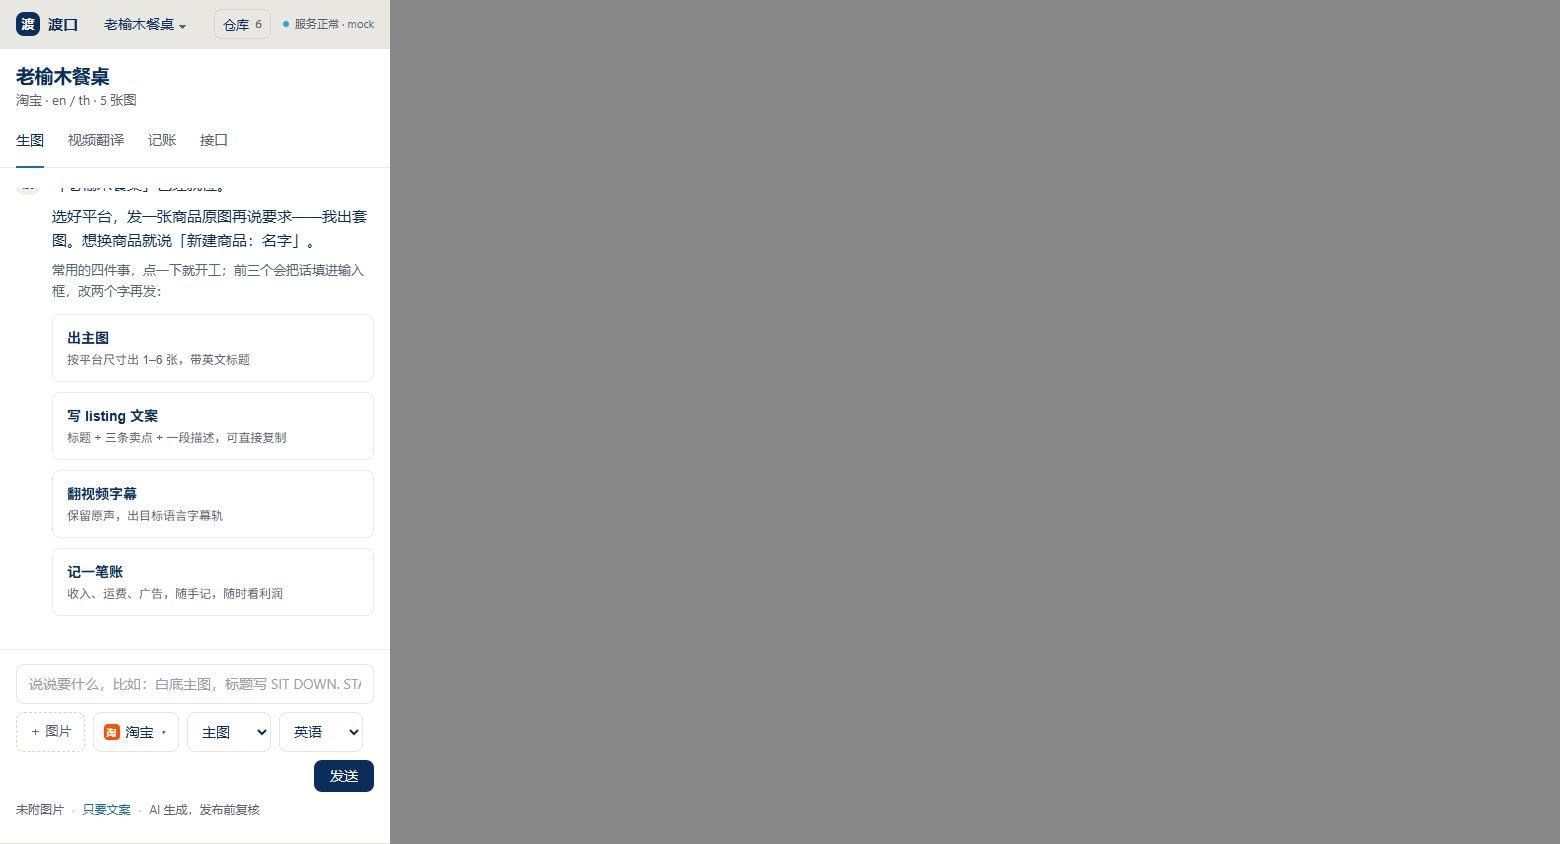 渡 渡口 老榆木餐桌 仓库 6 服务正常 · mock
老榆木餐桌
淘宝 · en / th · 5 张图
生图 视频翻译 记账 接口
选好平台，发一张商品原图再说要求——我出套
图。想换商品就说「新建商品：名字」。
常用的四件事，点一下就开工；前三个会把话填进输入
框，改两个字再发：
出主图
按平台尺寸出 1–6 张，带英文标题
写 listing 文案
标题 + 三条卖点 + 一段描述，可直接复制
翻视频字幕
保留原声，出目标语言字幕轨
记一笔账
收入、运费、广告，随手记，随时看利润
说说要什么，比如：白底主图，标题写 SIT DOWN. STA
+ 图片 淘 淘宝 主图 英语
发送
未附图片 · 只要文案 · AI 生成，发布前复核